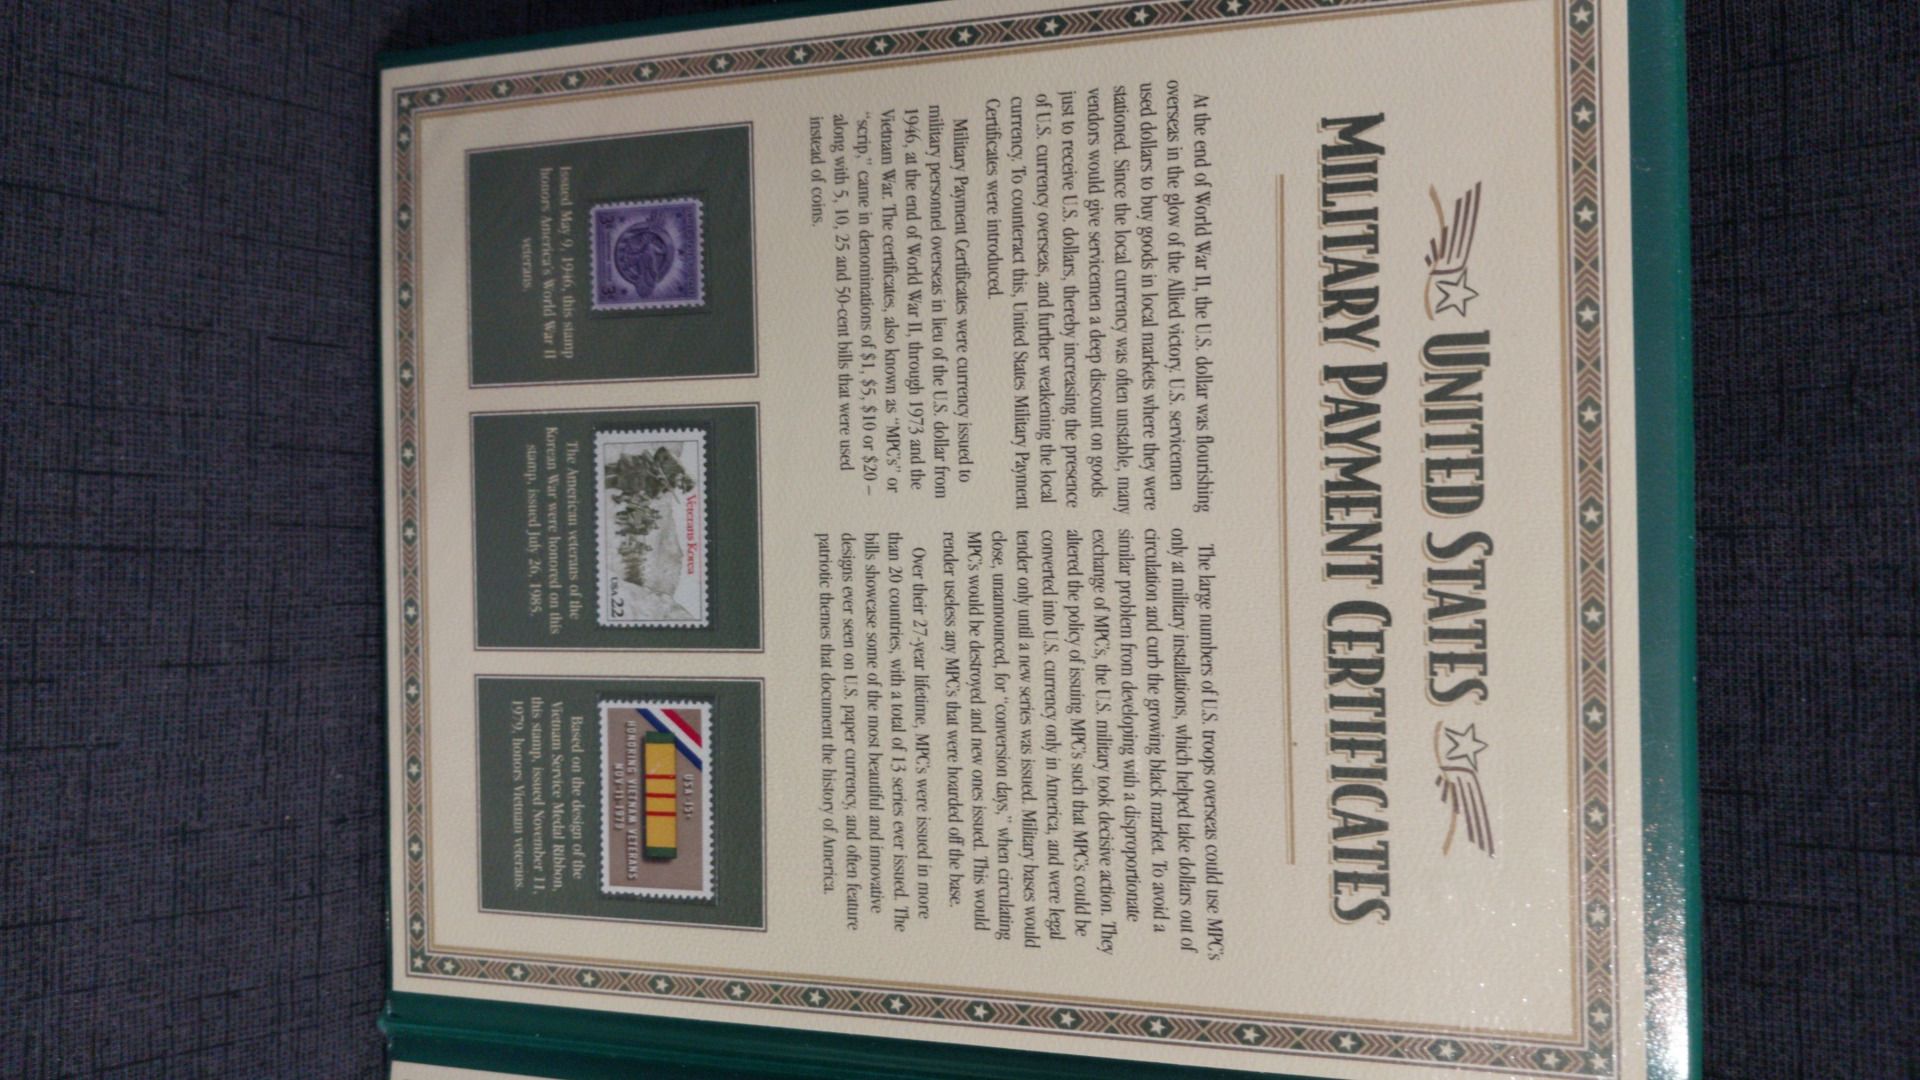 UNITED STATES
MILITARY PAYMENT CERTIFICATES
At the end of World War II, the U.S. dollar was flourishing
overseas in the glow of the Allied victory. U.S. servicemen
used dollars to buy goods in local markets where they were
stationed. Since the local currency was often unstable, many
vendors would give servicemen a deep discount on goods
just to receive U.S. dollars, thereby increasing the presence
of U.S. currency overseas, and further weakening the local
currency. To counteract this, United States Military Payment
Certificates were introduced.
Military Payment Certificates were currency issued to
military personnel overseas in lieu of the U.S. dollar from
1946, at the end of World War II, through 1973 and the
Vietnam War. The certificates, also known as "MPC's" or
"scrip," came in denominations of $1, $5, $10 or $20 –
along with 5, 10, 25 and 50-cent bills that were used
instead of coins.
The large numbers of U.S. troops overseas could use MPC's
only at military installations, which helped take dollars out of
circulation and curb the growing black market. To avoid a
similar problem from developing with a disproportionate
exchange of MPC's, the U.S. military took decisive action. They
altered the policy of issuing MPC's such that MPC's could be
converted into U.S. currency only in America, and were legal
tender only until a new series was issued. Military bases would
close, unannounced, for "conversion days," when circulating
MPC's would be destroyed and new ones issued. This would
render useless any MPC's that were hoarded off the base.
Over their 27-year lifetime, MPC's were issued in more
than 20 countries, with a total of 13 series ever issued. The
bills showcase some of the most beautiful and innovative
designs ever seen on U.S. paper currency, and often feature
patriotic themes that document the history of America.
3¢ 3¢
Issued May 9, 1946, this stamp
honors America's World War II
veterans.
Veterans Korea
USA 22
The American veterans of the
Korean War were honored on this
stamp, issued July 26, 1985.
USA 15¢
HONORING VIETNAM VETERANS
NOV 11 1979
Based on the design of the
Vietnam Service Medal Ribbon,
this stamp, issued November 11,
1979, honors Vietnam veterans.